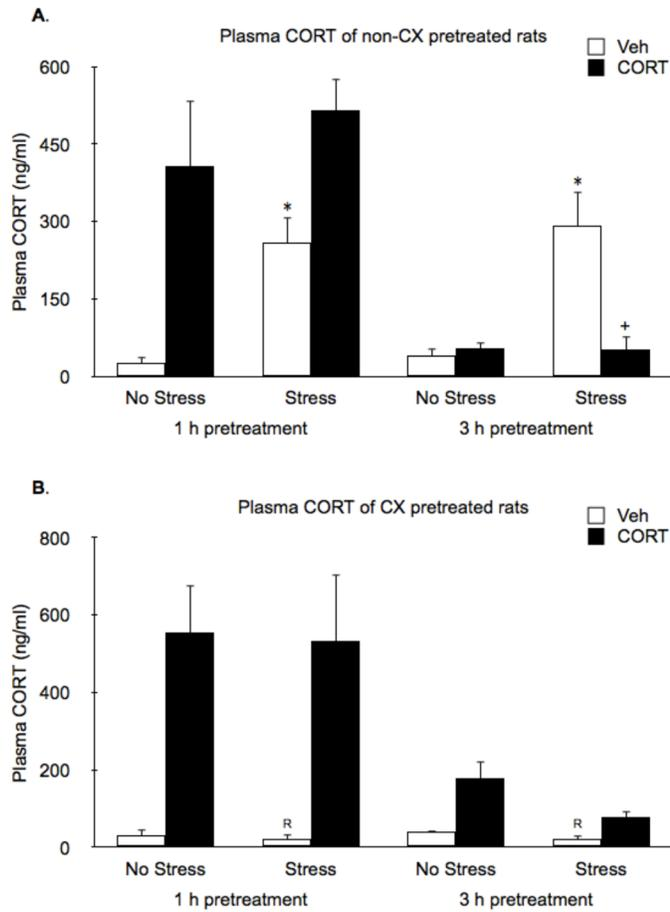 A.
Plasma CORT of non-CX pretreated rats
Veh
CORT
600
450
300
150
0
Plasma CORT (ng/ml)
*
*
+
No Stress Stress No Stress Stress
1 h pretreatment 3 h pretreatment
B.
Plasma CORT of CX pretreated rats
Veh
CORT
800
600
400
200
0
Plasma CORT (ng/ml)
R
R
No Stress Stress No Stress Stress
1 h pretreatment 3 h pretreatment